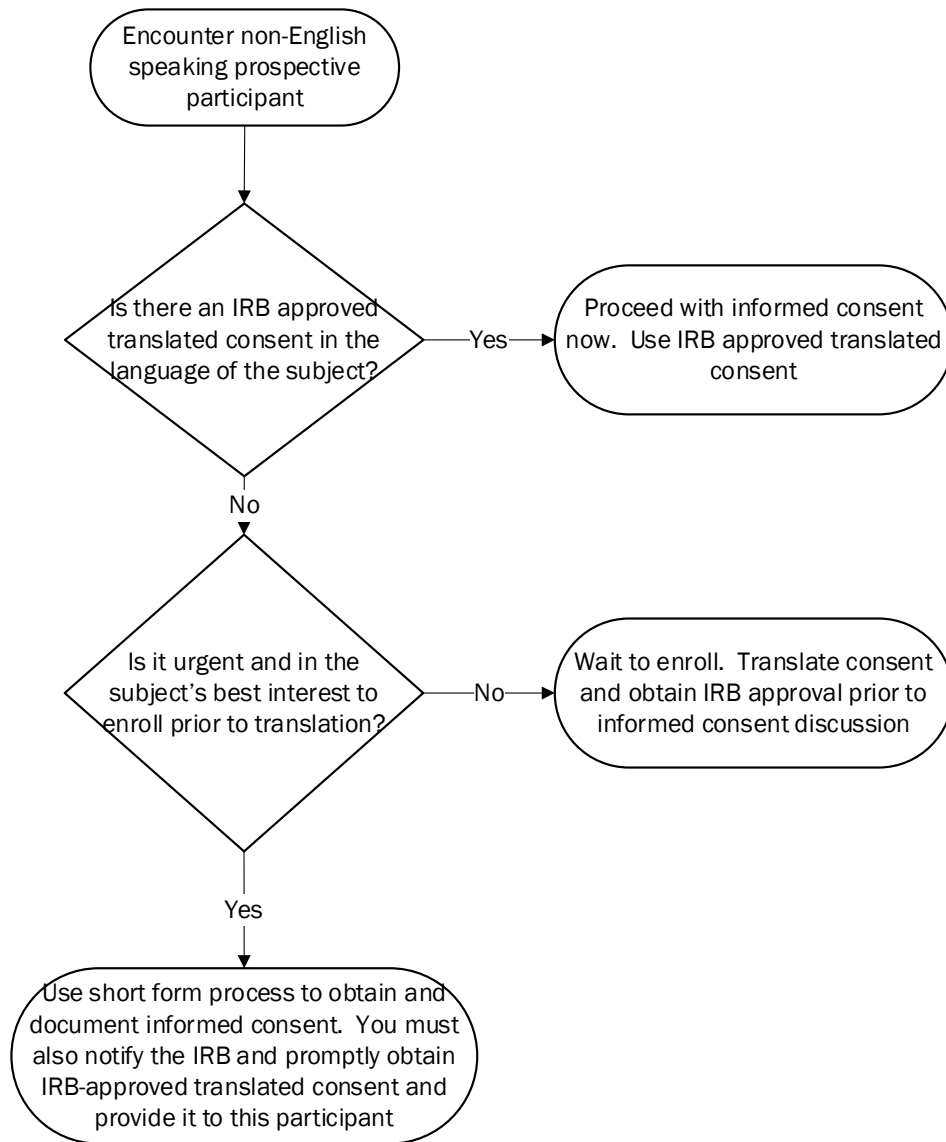 Encounter non-English
speaking prospective
participant
Is there an IRB approved
translated consent in the
language of the subject?
Yes
Proceed with informed consent
now.  Use IRB approved translated
consent
No
Is it urgent and in the
subject's best interest to
enroll prior to translation?
No
Wait to enroll.  Translate consent
and obtain IRB approval prior to
informed consent discussion
Yes
Use short form process to obtain and
document informed consent.  You must
also notify the IRB and promptly obtain
IRB-approved translated consent and
provide it to this participant